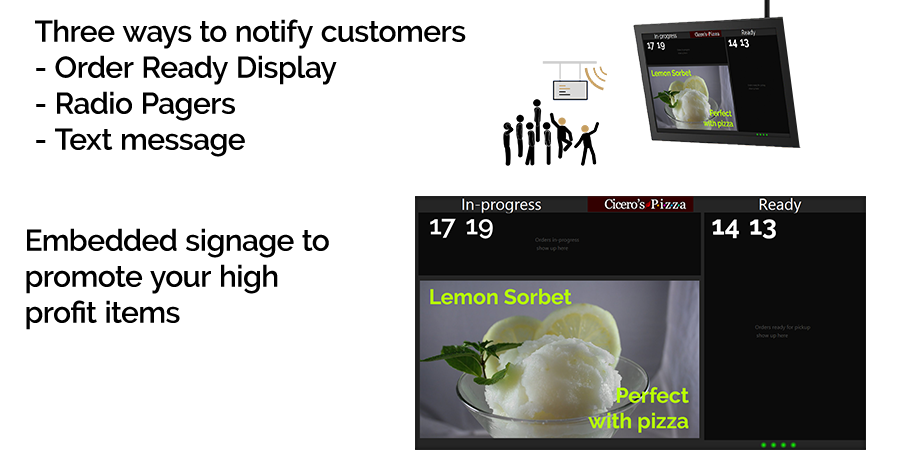 Three ways to notify customers
- Order Ready Display
- Radio Pagers
- Text message
In-progress Cicero's Pizza Ready
17 19 14 13
Lemon Sorbet
Perfect
with pizza
Embedded signage to
promote your high
profit items
In-progress Cicero's Pizza Ready
17 19 14 13
Orders in-progress
show up here
Lemon Sorbet
Orders ready for pickup
show up here
Perfect
with pizza